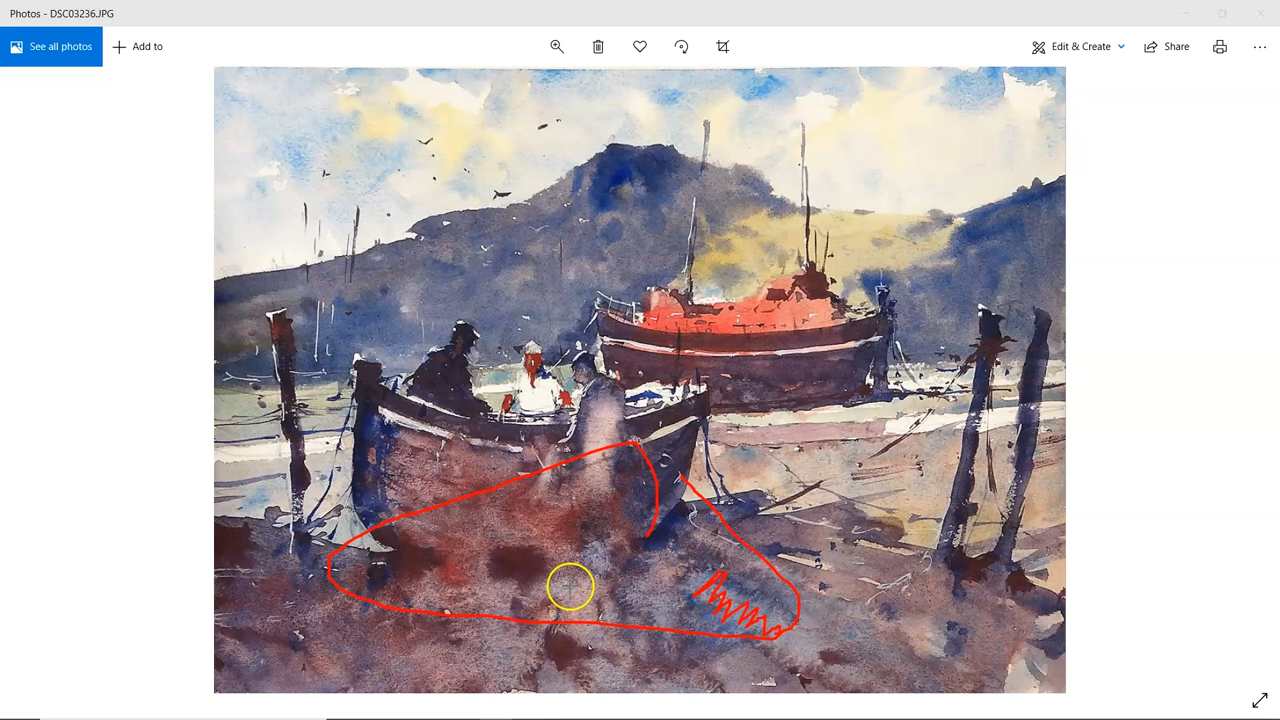 Photos - DSC03236.JPG
See all photos
Add to
Edit & Create
Share